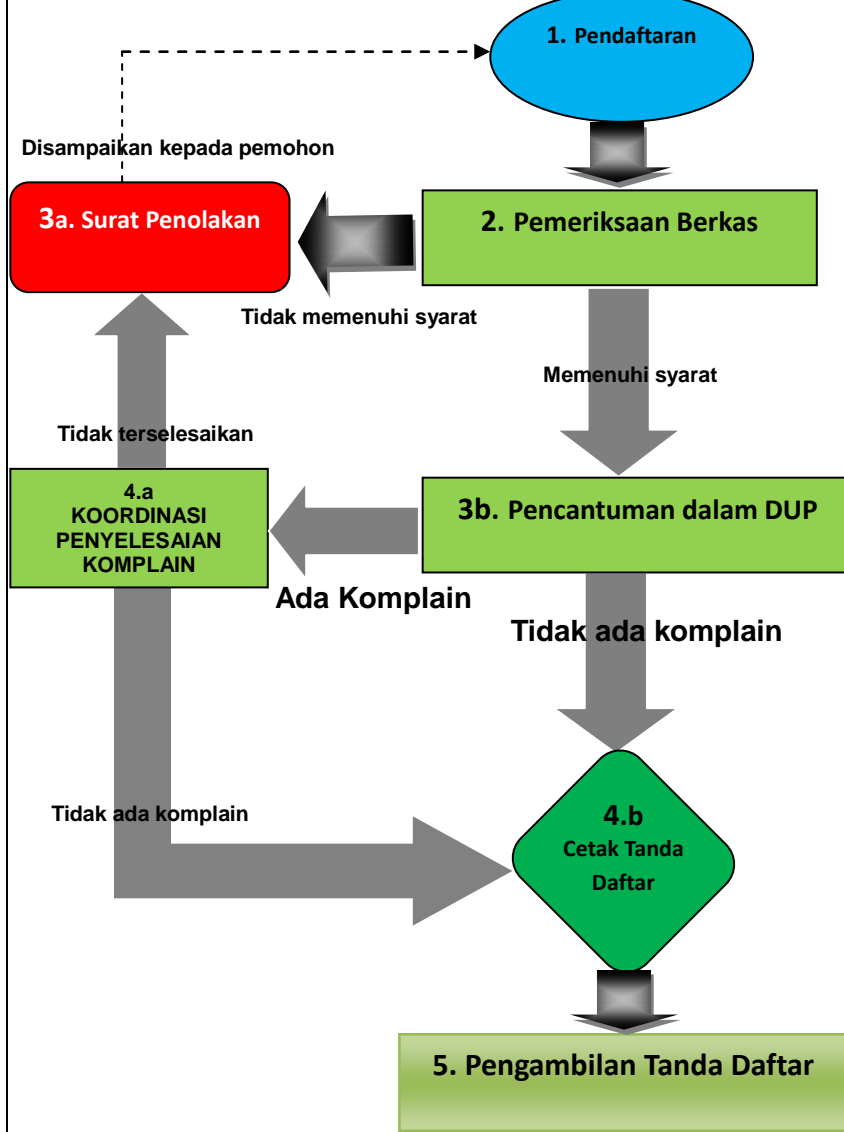 1. Pendaftaran
Disampaikan kepada pemohon
3a. Surat Penolakan
2. Pemeriksaan Berkas
Tidak memenuhi syarat
Memenuhi syarat
Tidak terselesaikan
4.a
KOORDINASI
PENYELESAIAN
KOMPLAIN
3b. Pencantuman dalam DUP
Ada Komplain
Tidak ada komplain
Tidak ada komplain
4.b
Cetak Tanda
Daftar
5. Pengambilan Tanda Daftar